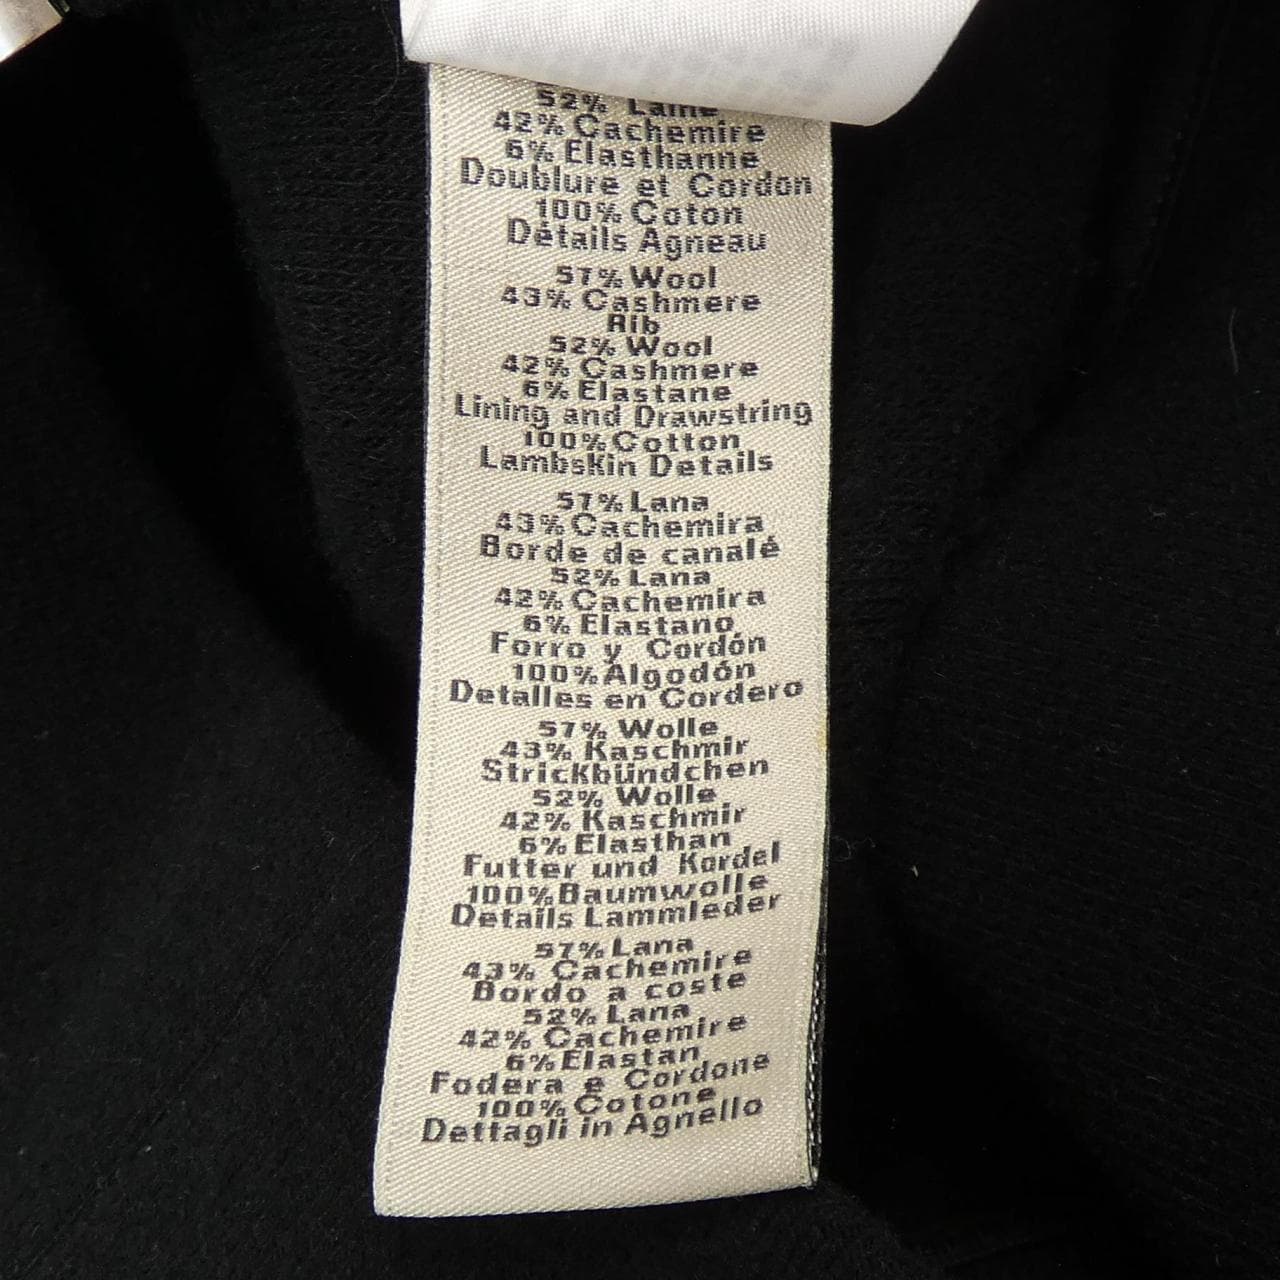 52% Laine
42% Cachemire
6% Elasthanne
Doublure et Cordon
100% Coton
Détails Agneau
57% Wool
43% Cashmere
Rib
52% Wool
42% Cashmere
6% Elastane
Lining and Drawstring
100% Cotton
Lambskin Details
57% Lana
43% Cachemira
Borde de canalé
52% Lana
42% Cachemira
6% Elastano
Forro y Cordón
100% Algodón
Detalles en Cordero
57% Wolle
43% Kaschmir
Strickbündchen
52% Wolle
42% Kaschmir
6% Elasthan
Futter und Kordel
100% Baumwolle
Details Lammleder
57% Lana
43% Cachemire
Bordo a coste
52% Lana
42% Cachemire
6% Elastan
Fodera e Cordone
100% Cotone
Dettagli in Agnello